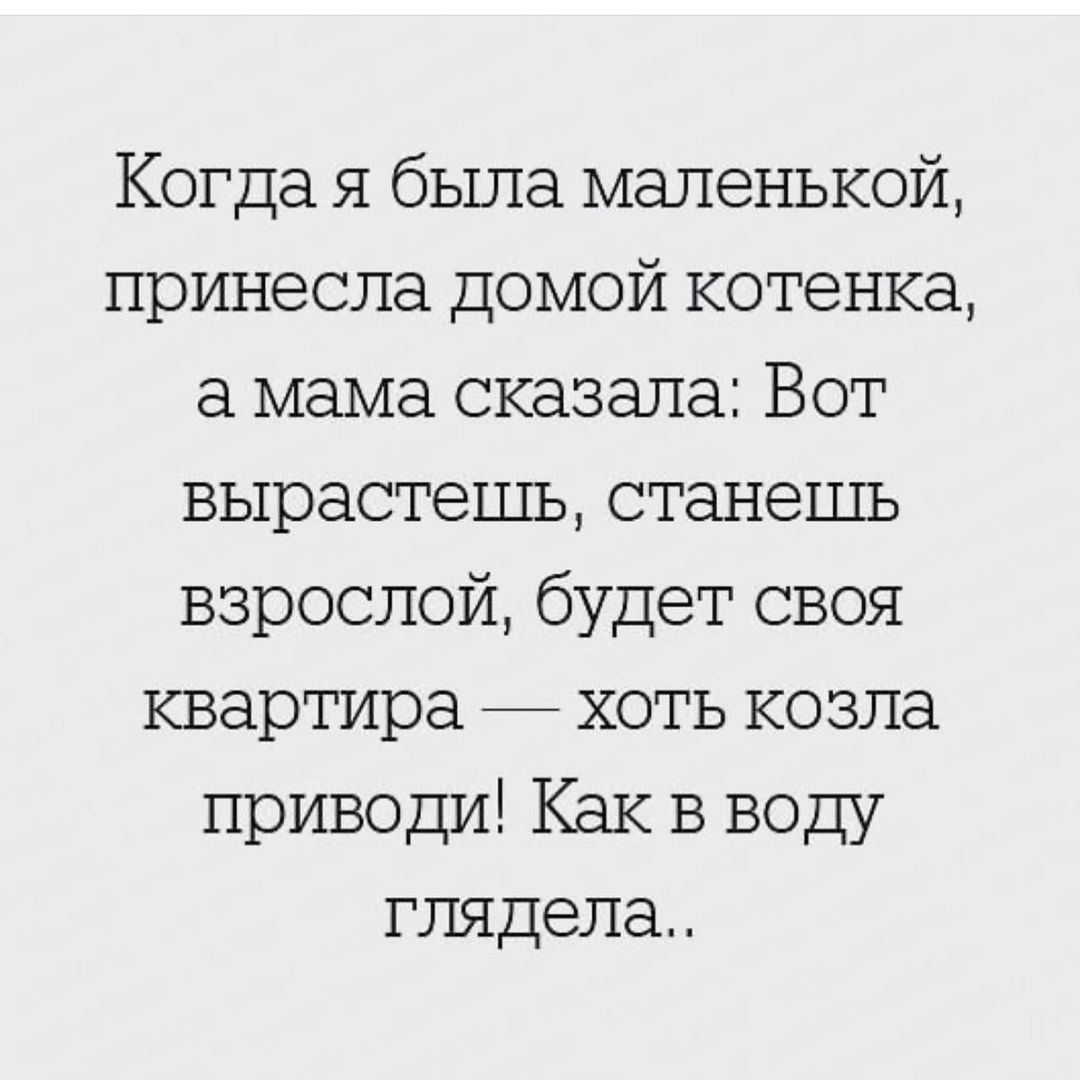 Когда я была маленькой,
принесла домой котенка,
а мама сказала: Вот
вырастешь, станешь
взрослой, будет своя
квартира — хоть козла
приводи! Как в воду
глядела..